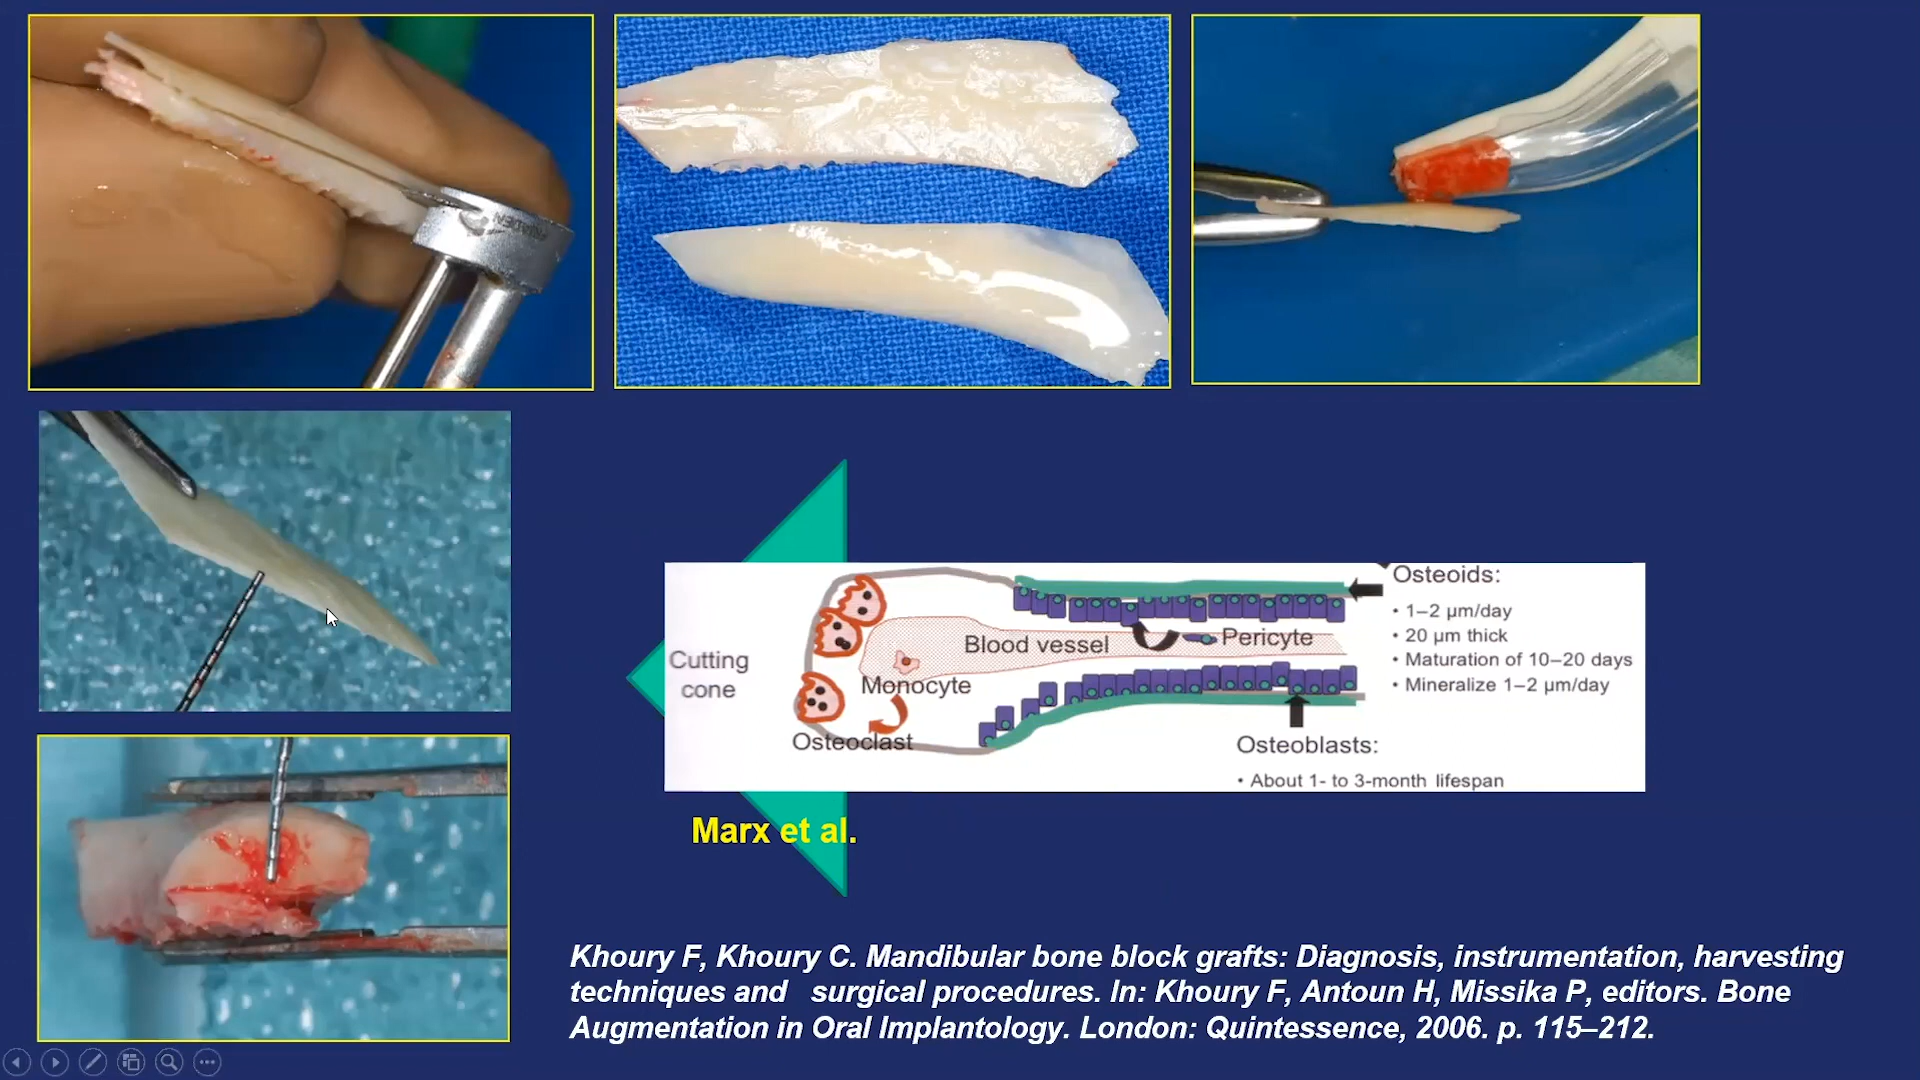 Osteoids:
• 1–2 µm/day
• 20 µm thick
• Maturation of 10–20 days
• Mineralize 1–2 µm/day
Blood vessel
Pericyte
Cutting
cone
Monocyte
Osteoclast
Osteoblasts:
• About 1- to 3-month lifespan
Marx et al.
Khoury F, Khoury C. Mandibular bone block grafts: Diagnosis, instrumentation, harvesting
techniques and surgical procedures. In: Khoury F, Antoun H, Missika P, editors. Bone
Augmentation in Oral Implantology. London: Quintessence, 2006. p. 115–212.